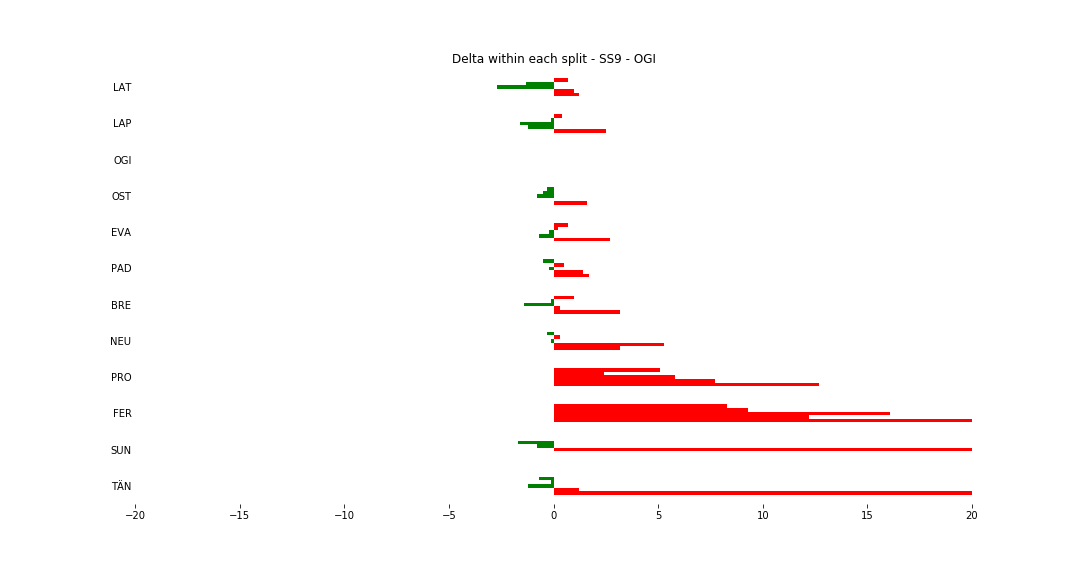 Delta within each split - SS9 - OGI
LAT
LAP
OGI
OST
EVA
PAD
BRE
NEU
PRO
FER
SUN
TÄN
−20 −15 −10 −5 0 5 10 15 20